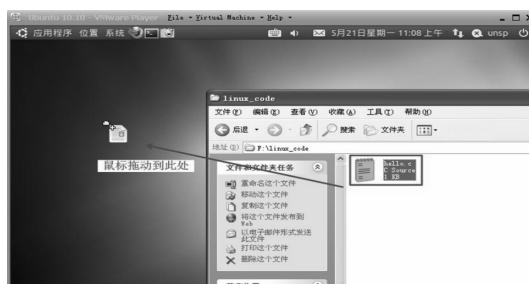 Ubuntu 10.10 - VMware Player File ▾ Virtual Machine ▾ Help ▾
应用程序 位置 系统 5月21日星期一 11:08 上午 unsp
linux_code
文件(F) 编辑(E) 查看(V) 收藏(A) 工具(T) 帮助(H)
后退 搜索 文件夹
地址(D) F:\linux_code
文件和文件夹任务
hello.c
C Source
1 KB
鼠标拖动到此处
重命名这个文件
移动这个文件
复制这个文件
将这个文件发布到
Web
以电子邮件形式发送
此文件
打印这个文件
删除这个文件